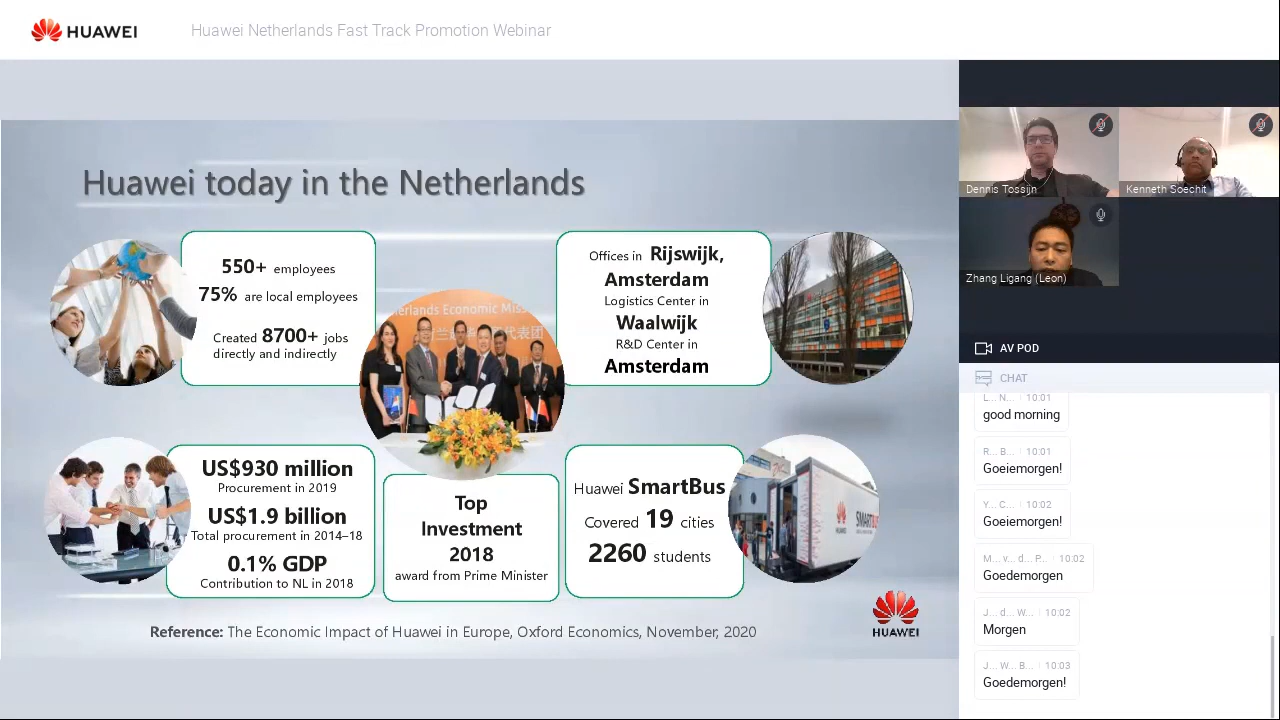 HUAWEI
Huawei Netherlands Fast Track Promotion Webinar
Huawei today in the Netherlands
550+ employees
75% are local employees
Created 8700+ jobs
directly and indirectly
Offices in Rijswijk,
Amsterdam
Logistics Center in
Waalwijk
R&D Center in
Amsterdam
herlands Economic Miss
代表团
US$930 million
Procurement in 2019
US$1.9 billion
Total procurement in 2014–18
0.1% GDP
Contribution to NL in 2018
Top
Investment
2018
award from Prime Minister
Huawei SmartBus
Covered 19 cities
2260 students
HUAWEI
Reference: The Economic Impact of Huawei in Europe, Oxford Economics, November, 2020
Dennis Tossijn
Kenneth Soechit
Zhang Ligang (Leon)
AV POD
CHAT
L... N... 10:01
good morning
R... B... 10:01
Goeiemorgen!
Y... C... 10:02
Goeiemorgen!
M... v... d... P... 10:02
Goedemorgen
J... d... W... 10:02
Morgen
J... W... B... 10:03
Goedemorgen!